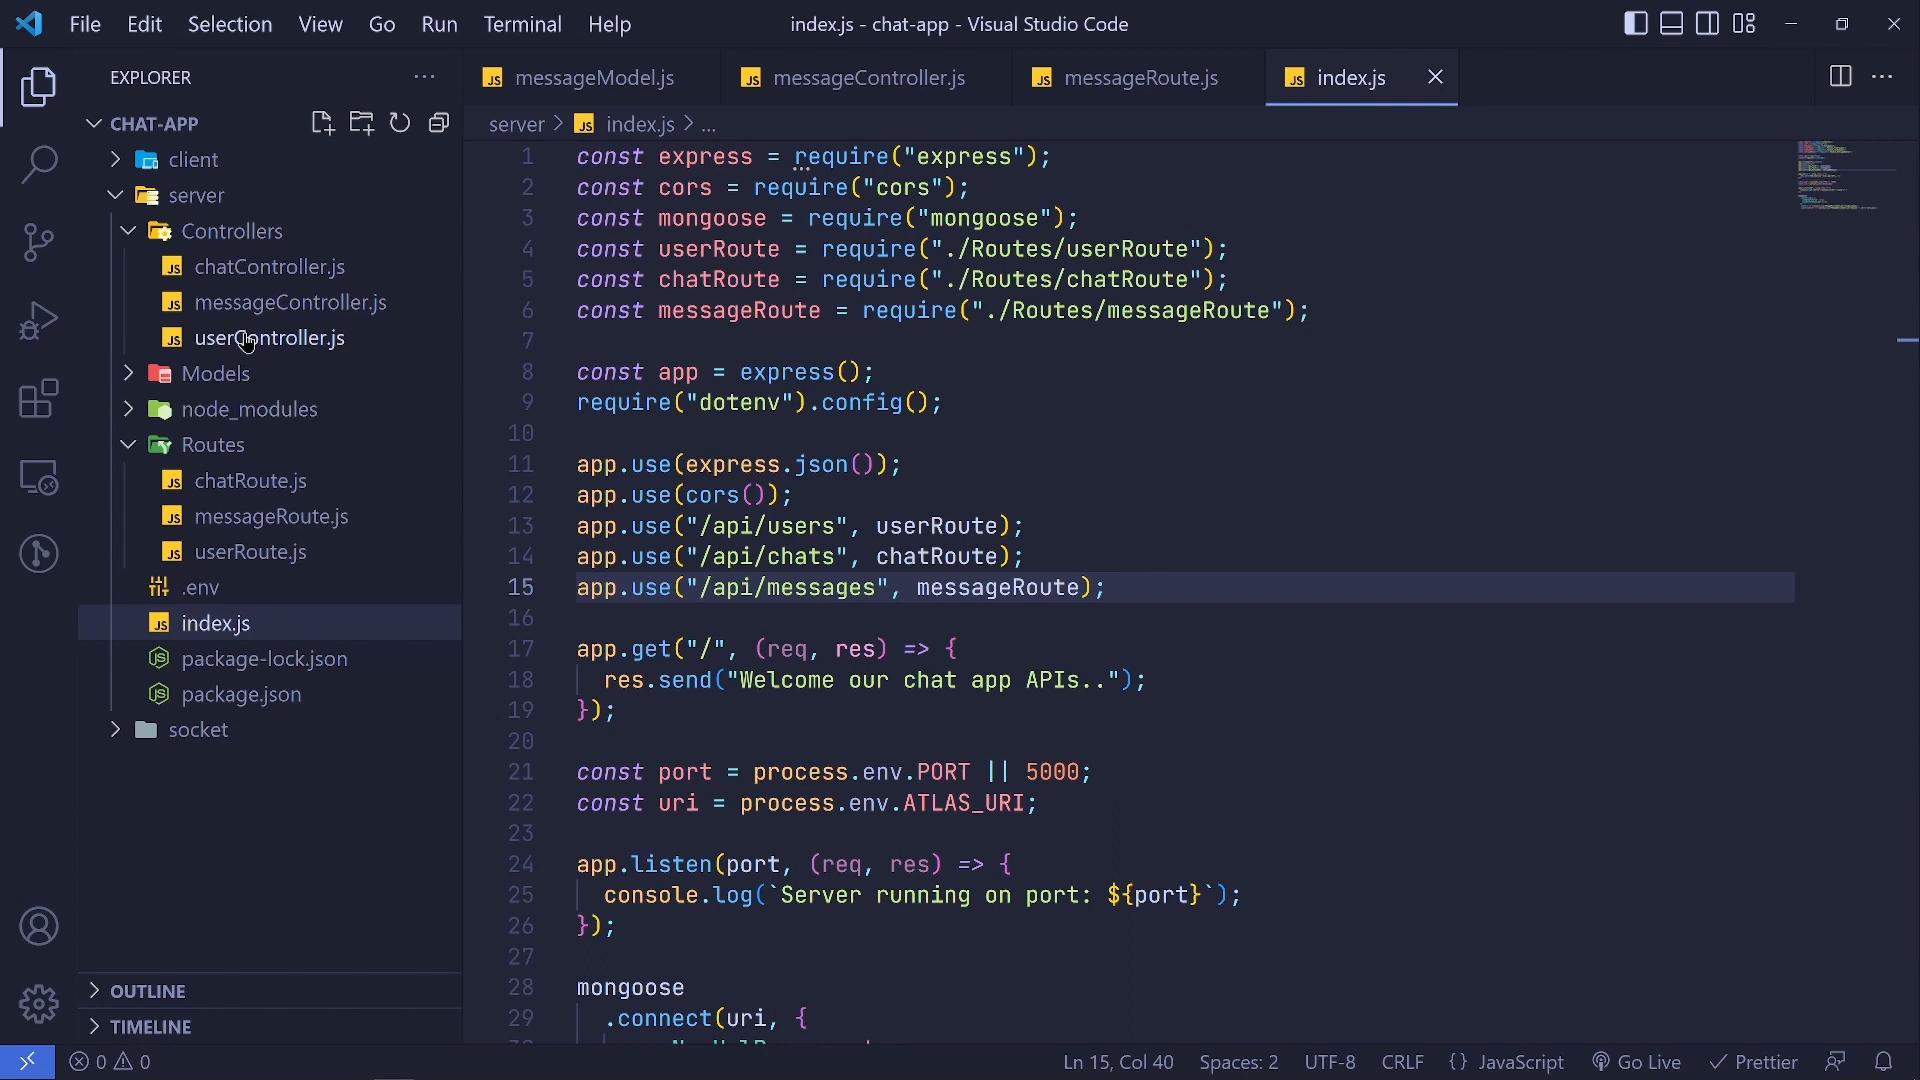 File Edit Selection View Go Run Terminal Help
index.js - chat-app - Visual Studio Code
EXPLORER
CHAT-APP
client
server
Controllers
chatController.js
messageController.js
userController.js
Models
node_modules
Routes
chatRoute.js
messageRoute.js
userRoute.js
.env
index.js
package-lock.json
package.json
socket
OUTLINE
TIMELINE
messageModel.js messageController.js messageRoute.js index.js
server > index.js > ...
1 const express = require("express");
2 const cors = require("cors");
3 const mongoose = require("mongoose");
4 const userRoute = require("./Routes/userRoute");
5 const chatRoute = require("./Routes/chatRoute");
6 const messageRoute = require("./Routes/messageRoute");
7
8 const app = express();
9 require("dotenv").config();
10
11 app.use(express.json());
12 app.use(cors());
13 app.use("/api/users", userRoute);
14 app.use("/api/chats", chatRoute);
15 app.use("/api/messages", messageRoute);
16
17 app.get("/", (req, res) => {
18 res.send("Welcome our chat app APIs..");
19 });
20
21 const port = process.env.PORT || 5000;
22 const uri = process.env.ATLAS_URI;
23
24 app.listen(port, (req, res) => {
25 console.log(`Server running on port: ${port}`);
26 });
27
28 mongoose
29 .connect(uri, {
0 0
Ln 15, Col 40 Spaces: 2 UTF-8 CRLF {} JavaScript Go Live Prettier